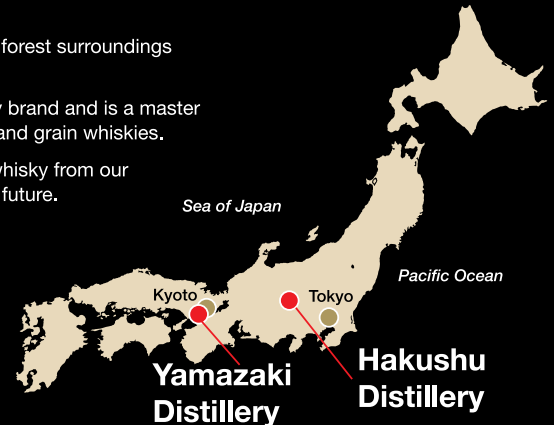 forest surroundings
brand and is a master
and grain whiskies.
whisky from our
future.
Sea of Japan
Pacific Ocean
Kyoto
Tokyo
Yamazaki
Distillery
Hakushu
Distillery